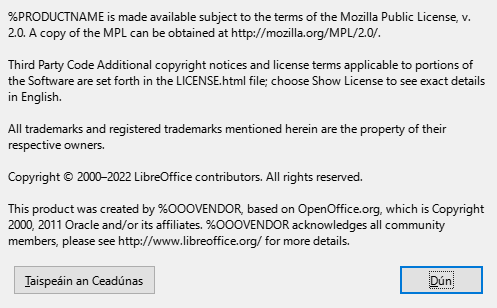 %PRODUCTNAME is made available subject to the terms of the Mozilla Public License, v.
2.0. A copy of the MPL can be obtained at http://mozilla.org/MPL/2.0/.
Third Party Code Additional copyright notices and license terms applicable to portions of
the Software are set forth in the LICENSE.html file; choose Show License to see exact details
in English.
All trademarks and registered trademarks mentioned herein are the property of their
respective owners.
Copyright © 2000–2022 LibreOffice contributors. All rights reserved.
This product was created by %OOOVENDOR, based on OpenOffice.org, which is Copyright
2000, 2011 Oracle and/or its affiliates. %OOOVENDOR acknowledges all community
members, please see http://www.libreoffice.org/ for more details.
Taispeáin an Ceadúnas Dún